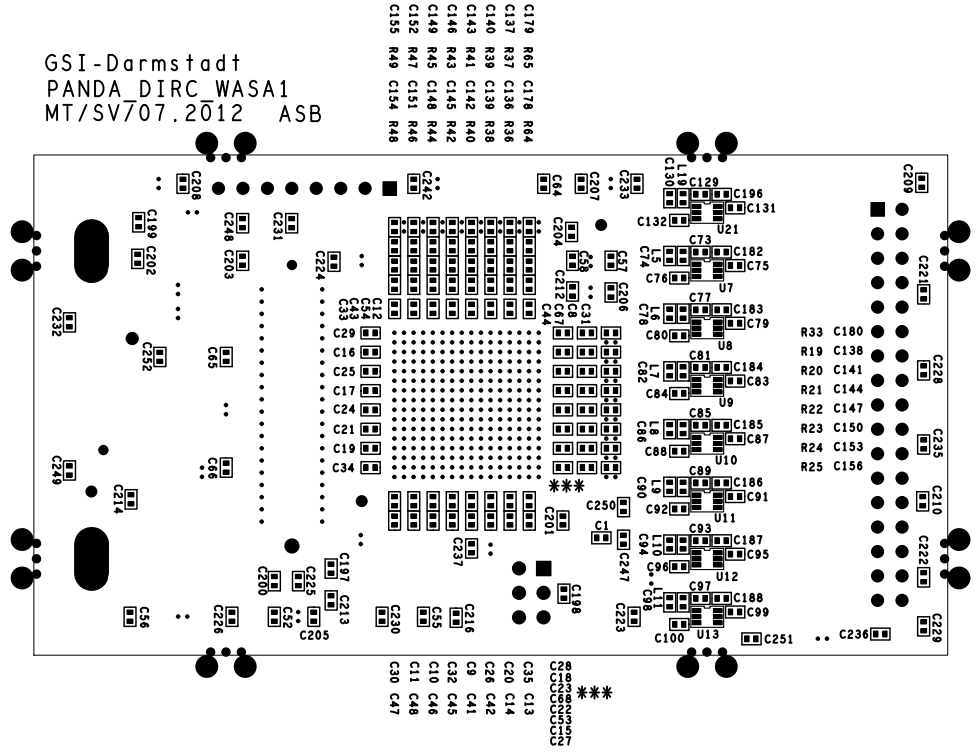 C155 R49 C154 R48
C152 R47 C151 R46
C149 R45 C148 R44
C146 R43 C145 R42
C143 R41 C142 R40
C140 R39 C139 R38
C137 R37 C136 R36
C179 R65 C178 R64
GSI-Darmstadt
PANDA_DIRC_WASA1
MT/SV/07.2012 ASB
C208
C242
C64
C207
C233
C130
L19
C129
C196
C131
C132
U21
C209
C199
C248
C231
C204
C202
C203
C224
C58
C57
C74
L5
C73
C182
C75
C76
U7
C212
C206
C221
C232
C33
C43
C54
C12
C44
C67
C8
C31
C78
L6
C77
C183
C79
C80
U8
C252
C65
C29
C16
C25
C17
C24
C21
C19
C34
C82
L7
C81
C184
C83
C84
U9
R33 C180
R19 C138
R20 C141
R21 C144
R22 C147
R23 C150
R24 C153
R25 C156
C228
C86
L8
C85
C185
C87
C88
U10
C235
C249
C66
C214
***
C90
L9
C89
C186
C91
C92
U11
C210
C250
C201
C1
C247
C237
C94
L10
C93
C187
C95
C96
U12
C222
C197
C200
C225
C213
C198
C98
L11
C97
C188
C99
C100
U13
C56
C226
C52
C205
C230
C55
C216
C223
C251
C236
C229
C30 C47
C11 C48
C10 C46
C32 C45
C9 C41
C26 C42
C20 C14
C35 C13
C28
C18
C23
C68
C22
C53
C15
C27
***